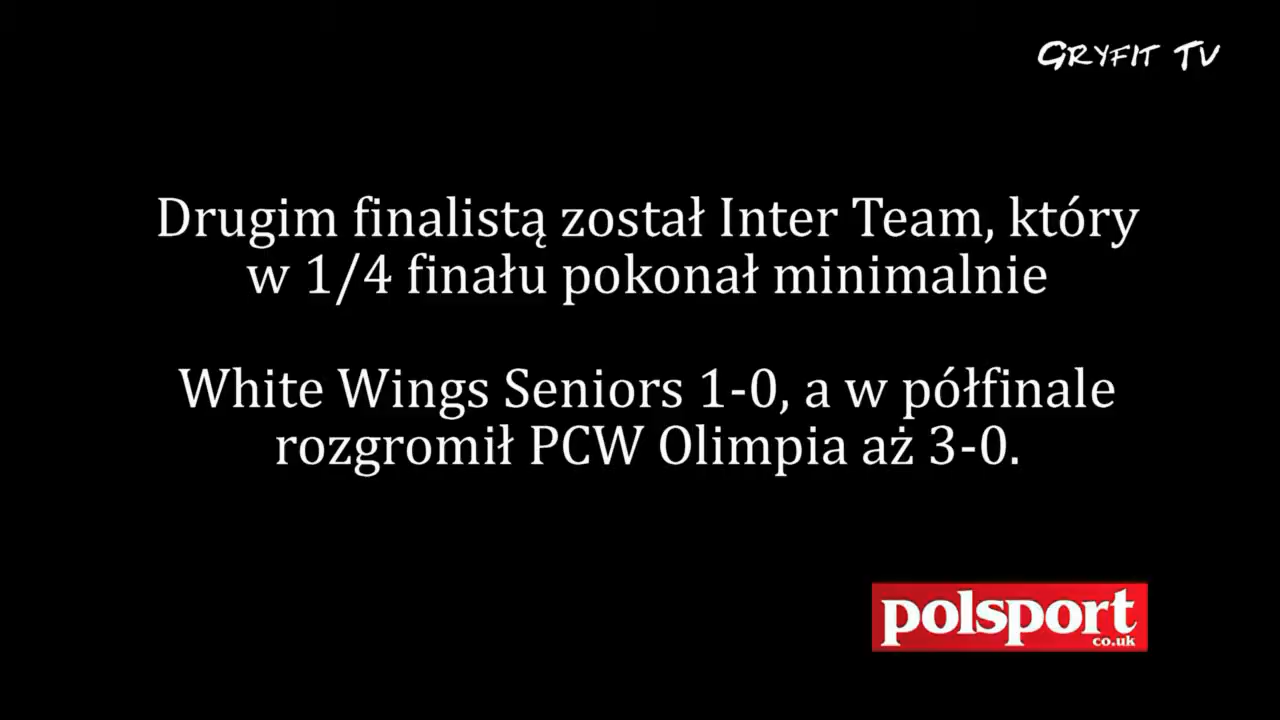 GRYFIT TV
Drugim finalistą został Inter Team, który
w 1/4 finału pokonał minimalnie
White Wings Seniors 1-0, a w półfinale
rozgromił PCW Olimpia aż 3-0.
polsport
co.uk